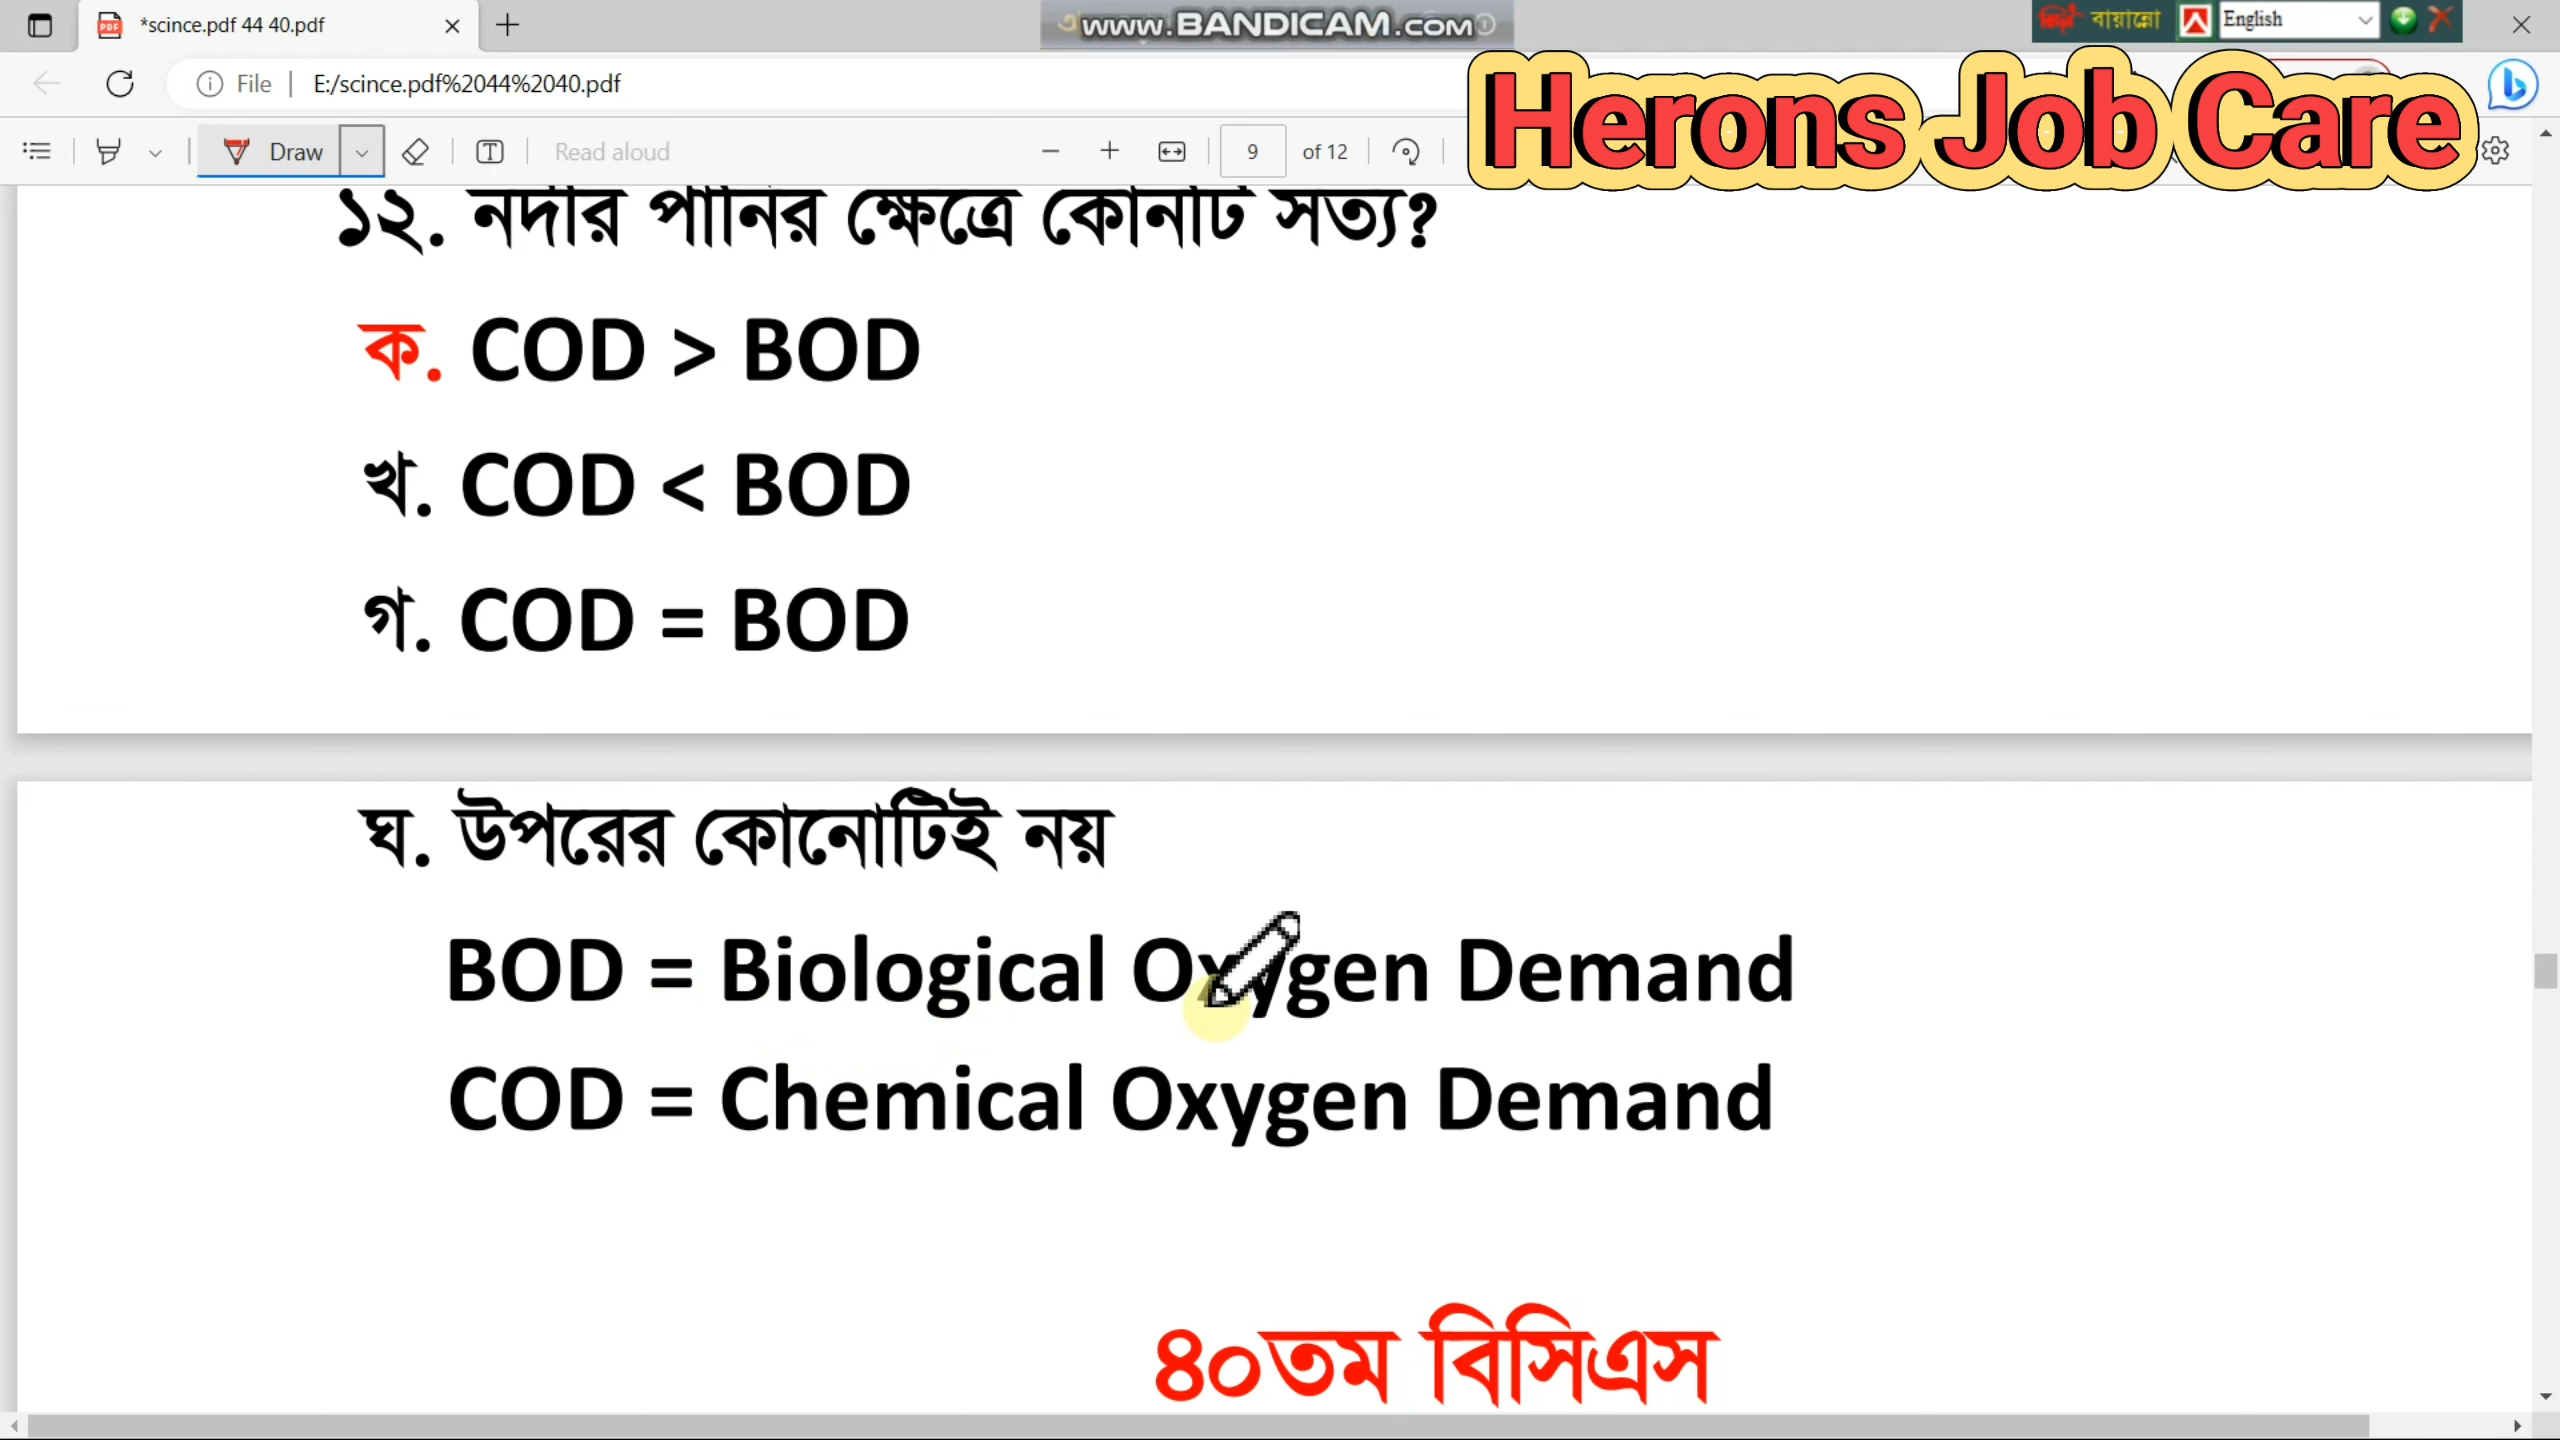 *scince.pdf 44 40.pdf
www.BANDICAM.com
বায়ান্নো
English
File
E:/scince.pdf%2044%2040.pdf
Herons Job Care
Draw
Read aloud
9 of 12
১২. নদীর পানির ক্ষেত্রে কোনটি সত্য?
ক. COD > BOD
খ. COD < BOD
গ. COD = BOD
ঘ. উপরের কোনোটিই নয়
BOD = Biological Oxygen Demand
COD = Chemical Oxygen Demand
৪০তম বিসিএস